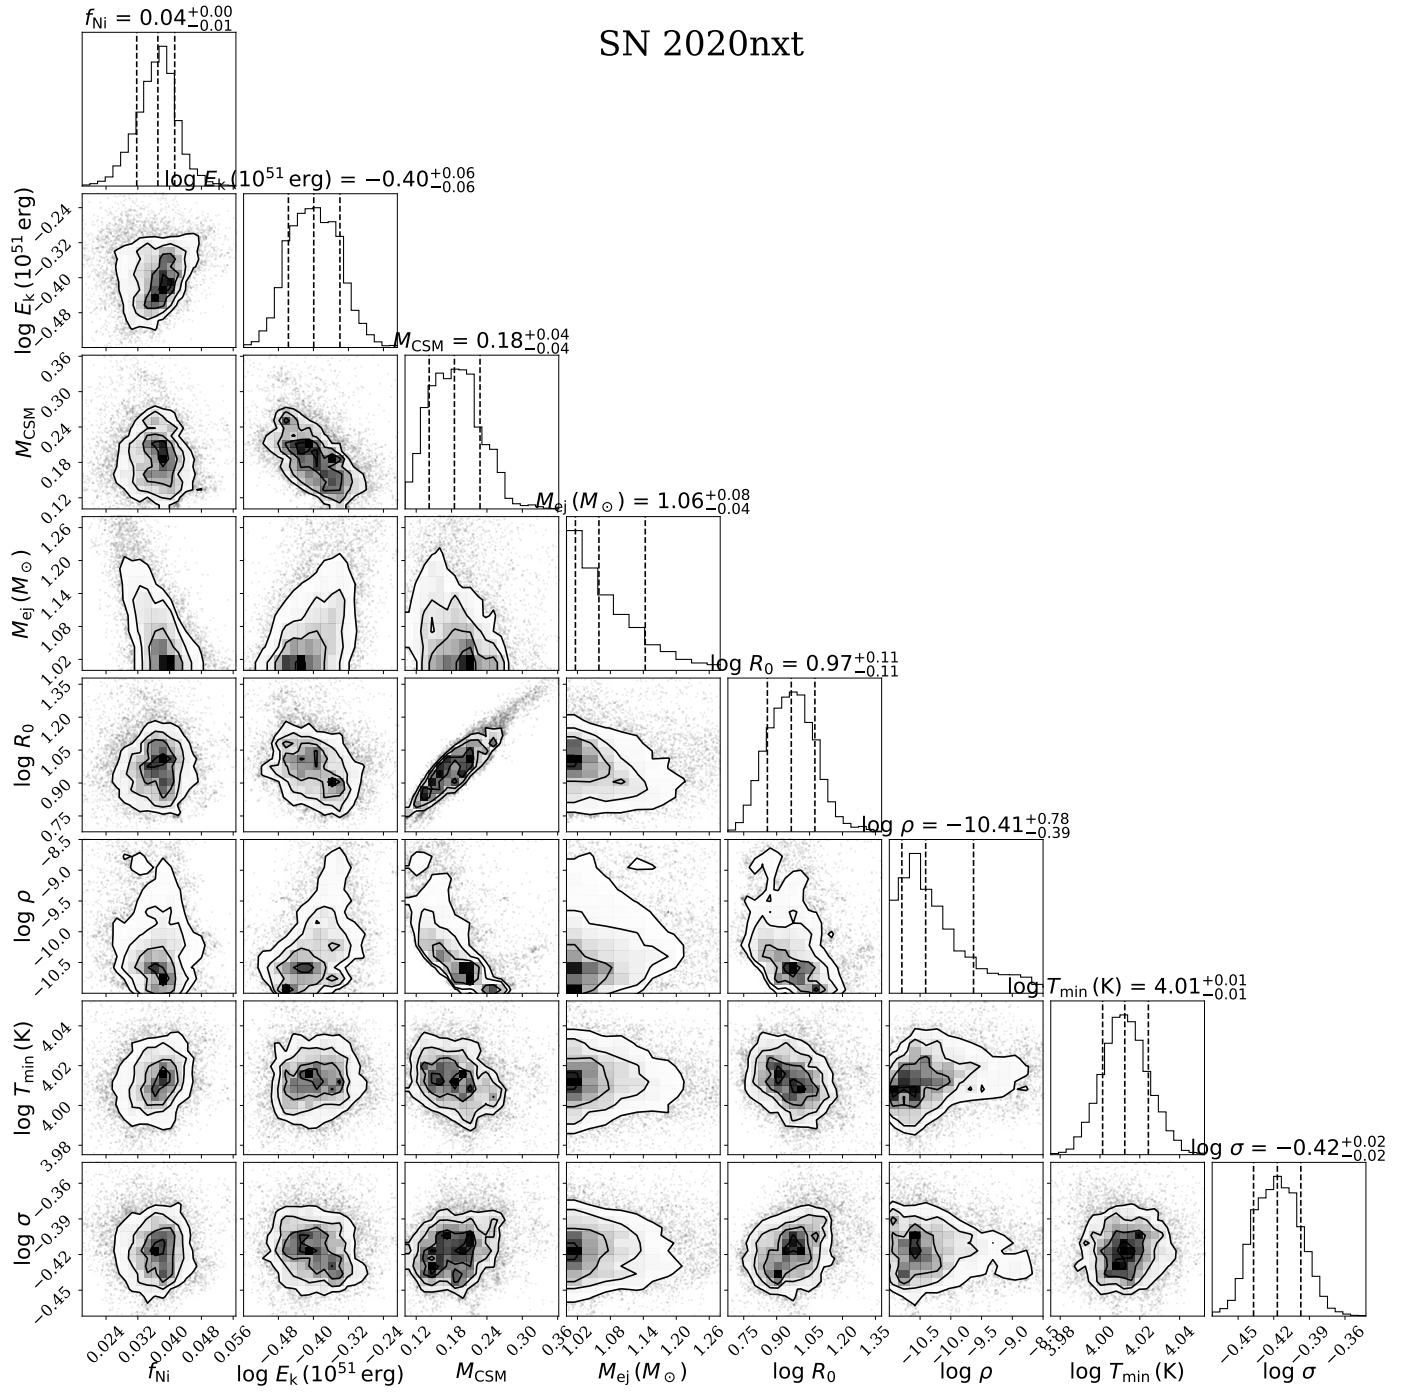 SN 2020nxt
f_Ni = 0.04^{+0.00}_{−0.01}
log E_k (10^51 erg) = −0.40^{+0.06}_{−0.06}
log E_k (10^51 erg)
−0.24
−0.32
−0.40
−0.48
M_CSM = 0.18^{+0.04}_{−0.04}
M_CSM
0.36
0.30
0.24
0.18
0.12
M_ej (M_⊙) = 1.06^{+0.08}_{−0.04}
M_ej (M_⊙)
1.26
1.20
1.14
1.08
1.02
log R_0 = 0.97^{+0.11}_{−0.11}
log R_0
1.35
1.20
1.05
0.90
0.75
log ρ = −10.41^{+0.78}_{−0.39}
log ρ
−8.5
−9.0
−9.5
−10.0
−10.5
log T_min (K) = 4.01^{+0.01}_{−0.01}
log T_min (K)
4.04
4.02
4.00
3.98
log σ = −0.42^{+0.02}_{−0.02}
log σ
−0.36
−0.39
−0.42
−0.45
0.024 0.032 0.040 0.048 0.056
−0.48 −0.40 −0.32 −0.24
0.12 0.18 0.24 0.30 0.36
1.02 1.08 1.14 1.20 1.26
0.75 0.90 1.05 1.20 1.35
−10.5 −10.0 −9.5 −9.0 −8.5
3.98 4.00 4.02 4.04
−0.45 −0.42 −0.39 −0.36
f_Ni
log E_k (10^51 erg)
M_CSM
M_ej (M_⊙)
log R_0
log ρ
log T_min (K)
log σ